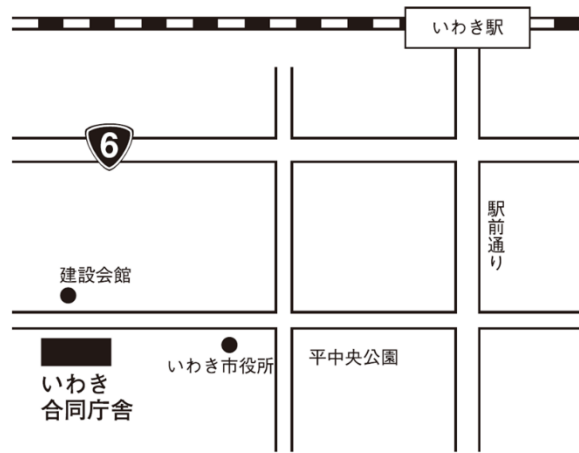 いわき駅
6
駅前通り
建設会館
いわき市役所
平中央公園
いわき
合同庁舎